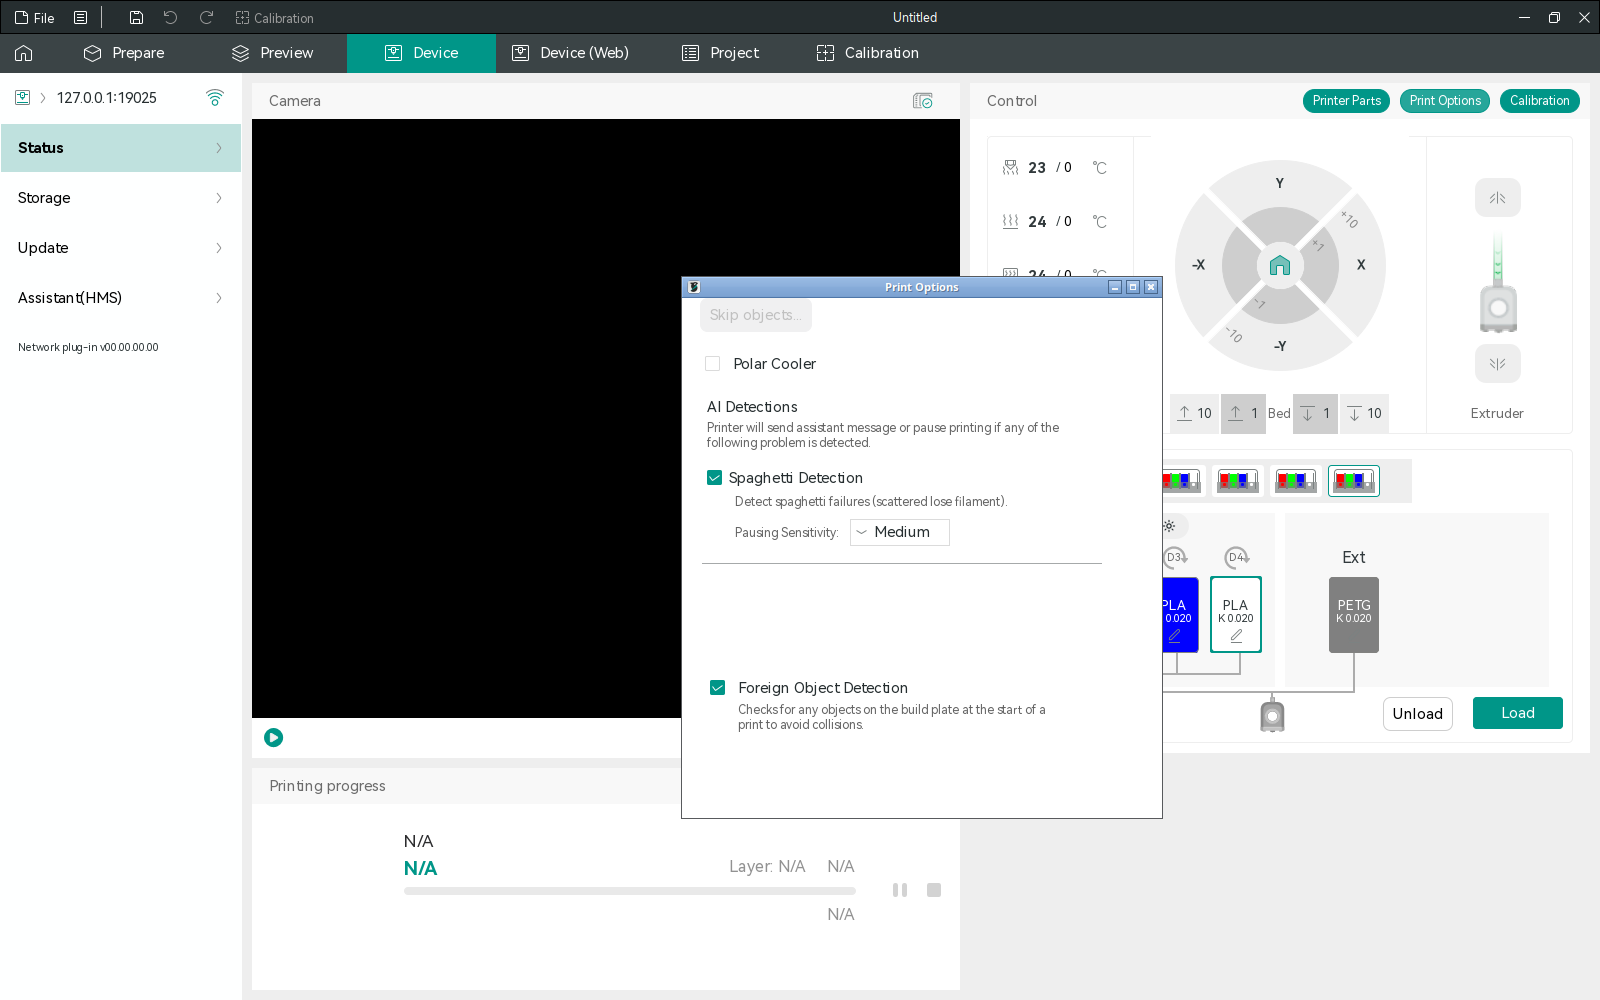 File
Calibration
Untitled
Prepare
Preview
Device
Device (Web)
Project
Calibration
127.0.0.1:19025
Status
Storage
Update
Assistant(HMS)
Network plug-in v00.00.00.00
Camera
Control
Printer Parts
Print Options
Calibration
23 / 0 °C
24 / 0 °C
24 / 0 °C
Y
+10
+1
-X
X
-1
-10
-Y
10
1
Bed
1
10
Extruder
Print Options
Skip objects...
Polar Cooler
AI Detections
Printer will send assistant message or pause printing if any of the
following problem is detected.
Spaghetti Detection
Detect spaghetti failures (scattered lose filament).
Pausing Sensitivity:
Medium
Foreign Object Detection
Checks for any objects on the build plate at the start of a
print to avoid collisions.
D3
D4
Ext
PLA
0.020
PLA
K 0.020
PETG
K 0.020
Unload
Load
Printing progress
N/A
N/A
Layer: N/A
N/A
N/A